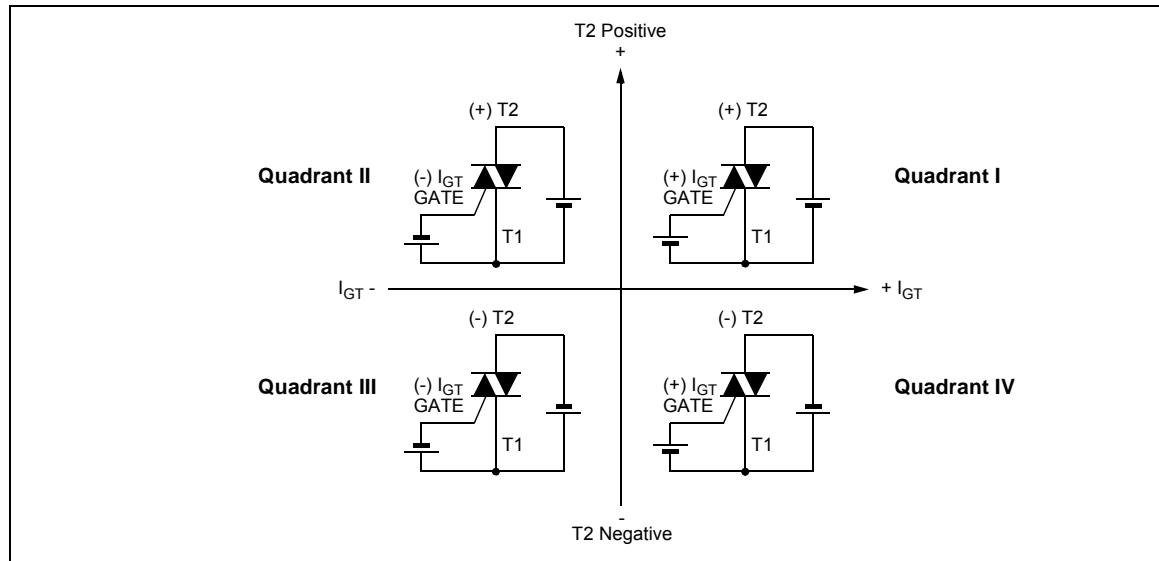 T2 Positive
+
(+) T2
(+) T2
Quadrant II
(-) IGT
GATE
T1
(+) IGT
GATE
T1
Quadrant I
IGT -
+ IGT
(-) T2
(-) T2
Quadrant III
(-) IGT
GATE
T1
(+) IGT
GATE
T1
Quadrant IV
-
T2 Negative